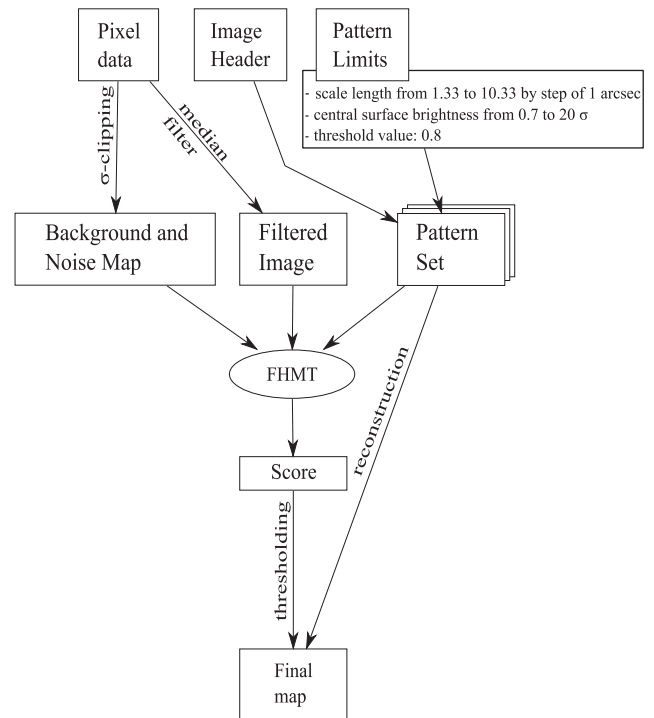 Pixel
data
Image
Header
Pattern
Limits
- scale length from 1.33 to 10.33 by step of 1 arcsec
- central surface brightness from 0.7 to 20 σ
- threshold value: 0.8
σ-clipping
median
filter
Background and
Noise Map
Filtered
Image
Pattern
Set
FHMT
reconstruction
Score
thresholding
Final
map